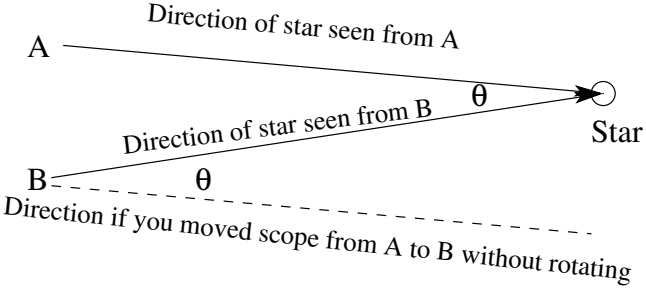 Direction of star seen from A
A
θ
Direction of star seen from B
Star
B
θ
Direction if you moved scope from A to B without rotating